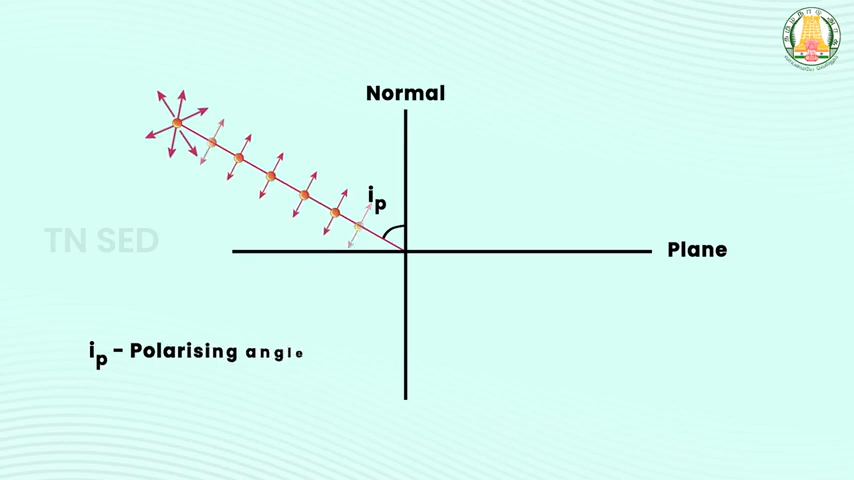 Normal
ip
TN SED
Plane
ip - Polarising angle